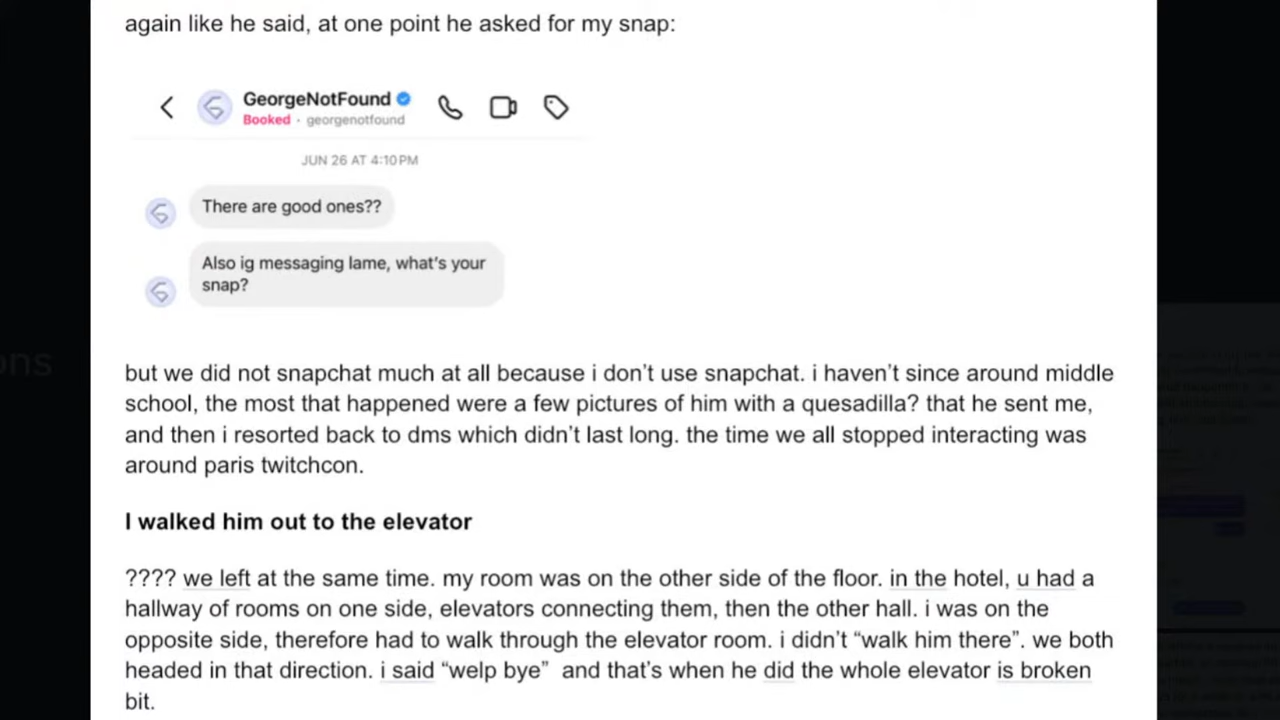 again like he said, at one point he asked for my snap:
GeorgeNotFound
Booked · georgenotfound
JUN 26 AT 4:10 PM
There are good ones??
Also ig messaging lame, what's your
snap?
but we did not snapchat much at all because i don't use snapchat. i haven't since around middle
school, the most that happened were a few pictures of him with a quesadilla? that he sent me,
and then i resorted back to dms which didn't last long. the time we all stopped interacting was
around paris twitchcon.
I walked him out to the elevator
???? we left at the same time. my room was on the other side of the floor. in the hotel, u had a
hallway of rooms on one side, elevators connecting them, then the other hall. i was on the
opposite side, therefore had to walk through the elevator room. i didn't “walk him there”. we both
headed in that direction. i said “welp bye”  and that's when he did the whole elevator is broken
bit.